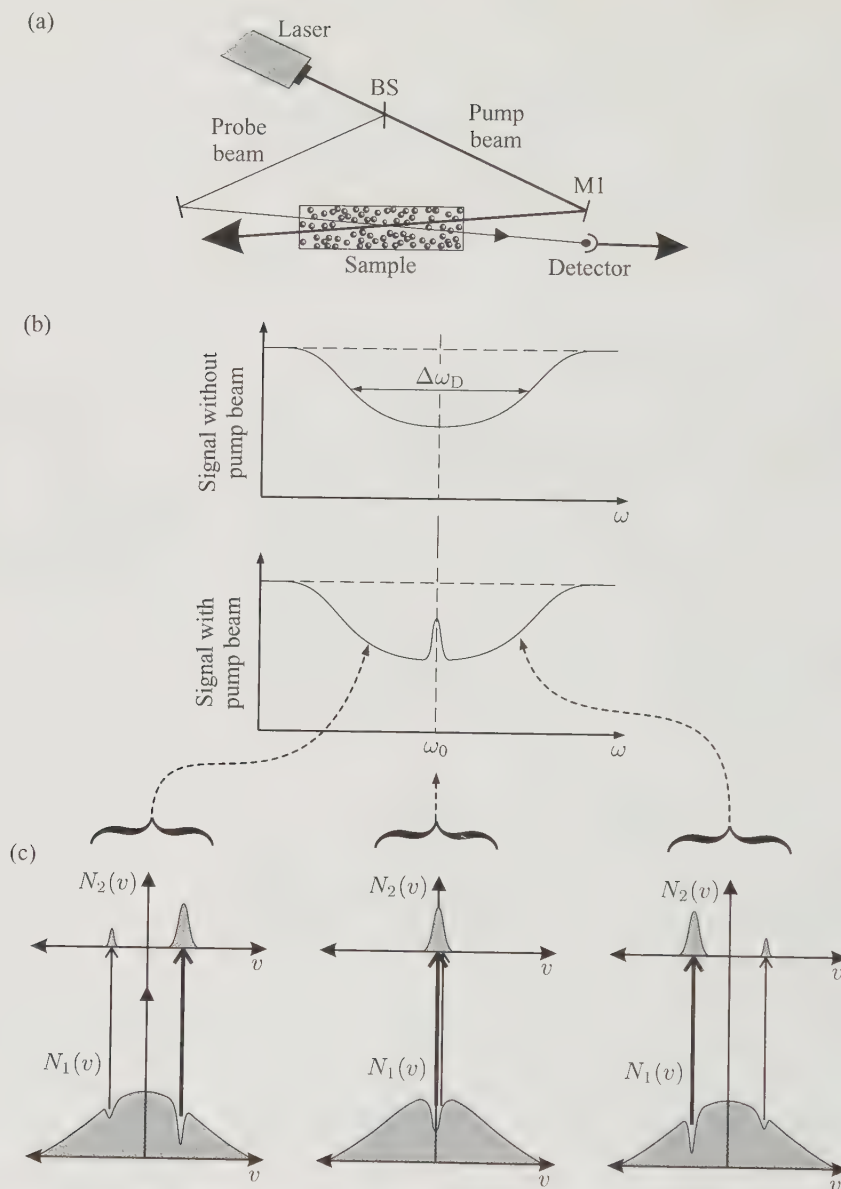 (a)
Laser
BS
Probe
beam
Pump
beam
M1
Sample
Detector
(b)
Signal without
pump beam
Δω_D
ω
Signal with
pump beam
ω_0
ω
(c)
N_2(v)
v
N_1(v)
v
N_2(v)
v
N_1(v)
v
N_2(v)
v
N_1(v)
v